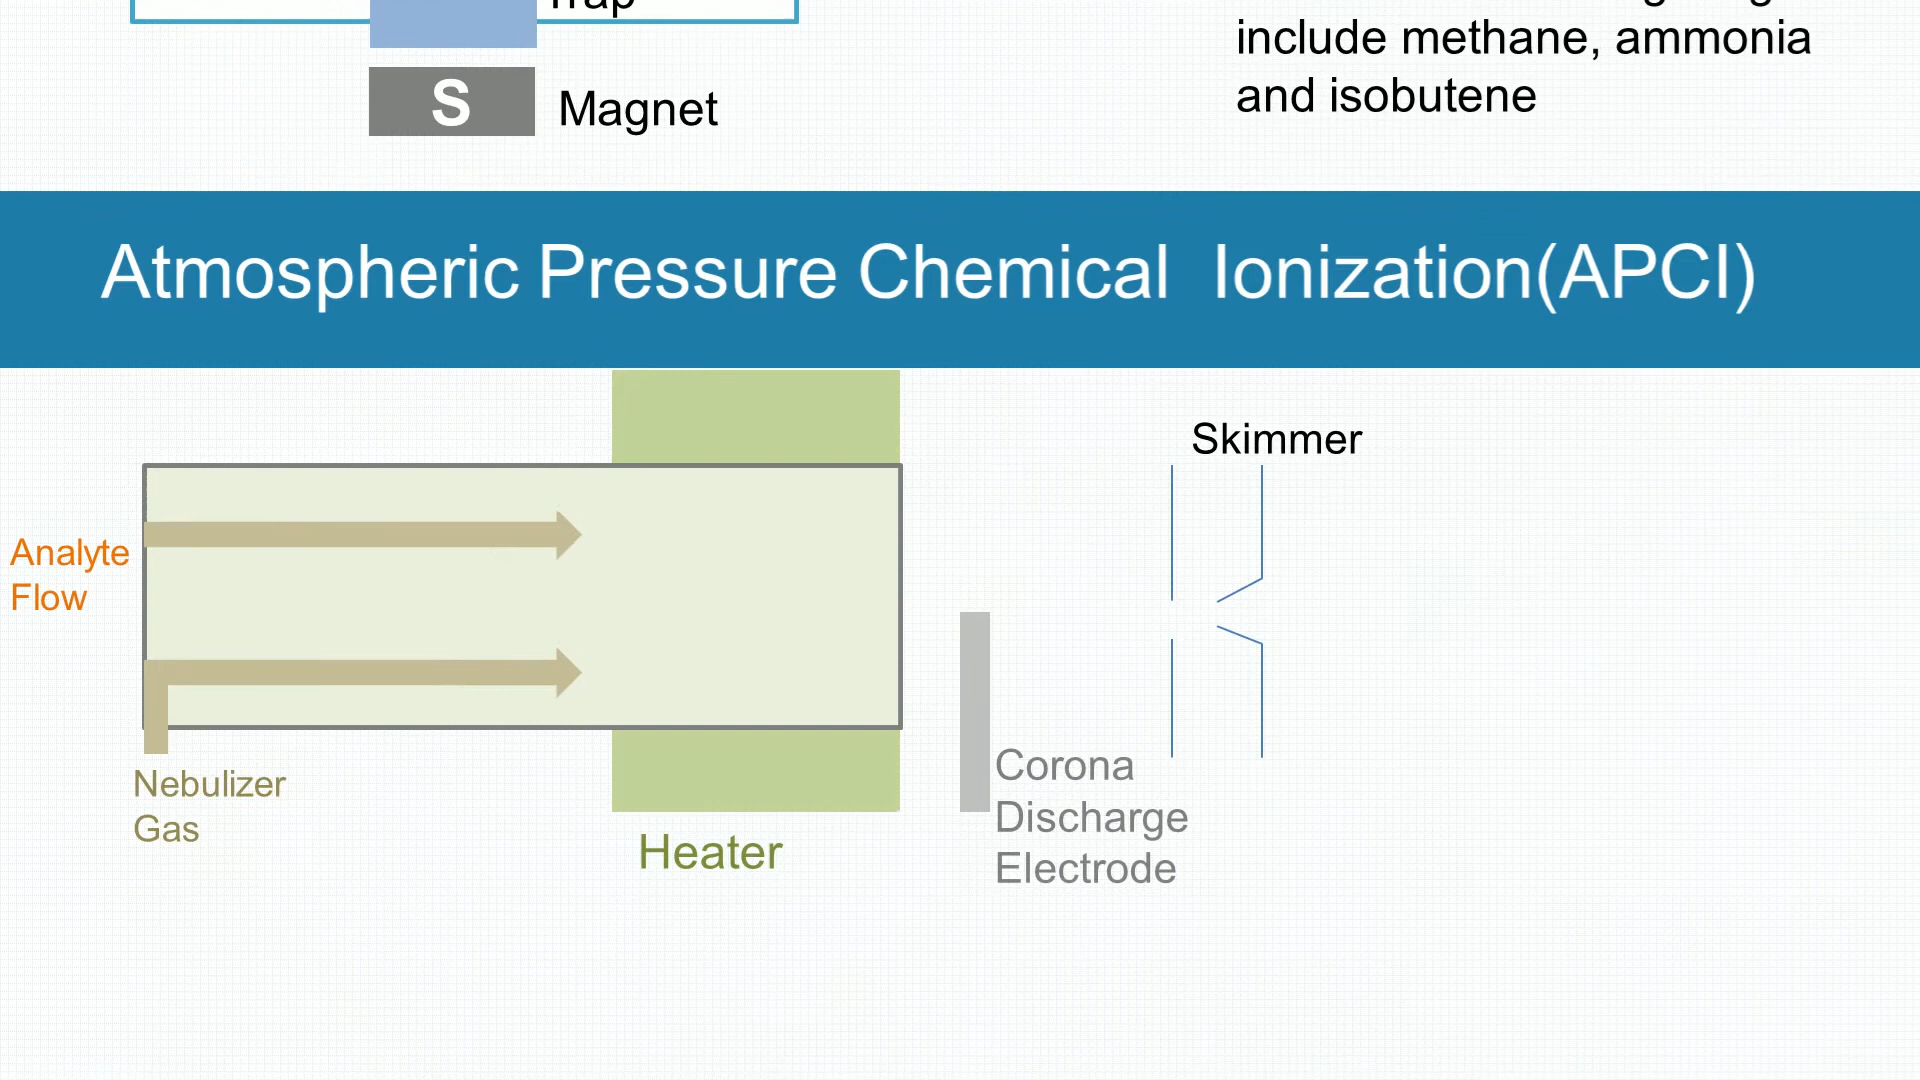 Trap
include methane, ammonia
and isobutene
S
Magnet
Atmospheric Pressure Chemical  Ionization(APCI)
Skimmer
Analyte
Flow
Nebulizer
Gas
Heater
Corona
Discharge
Electrode